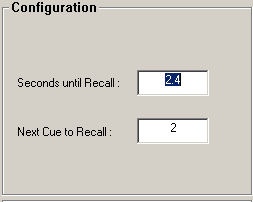 Configuration
Seconds until Recall : 2.4
Next Cue to Recall : 2